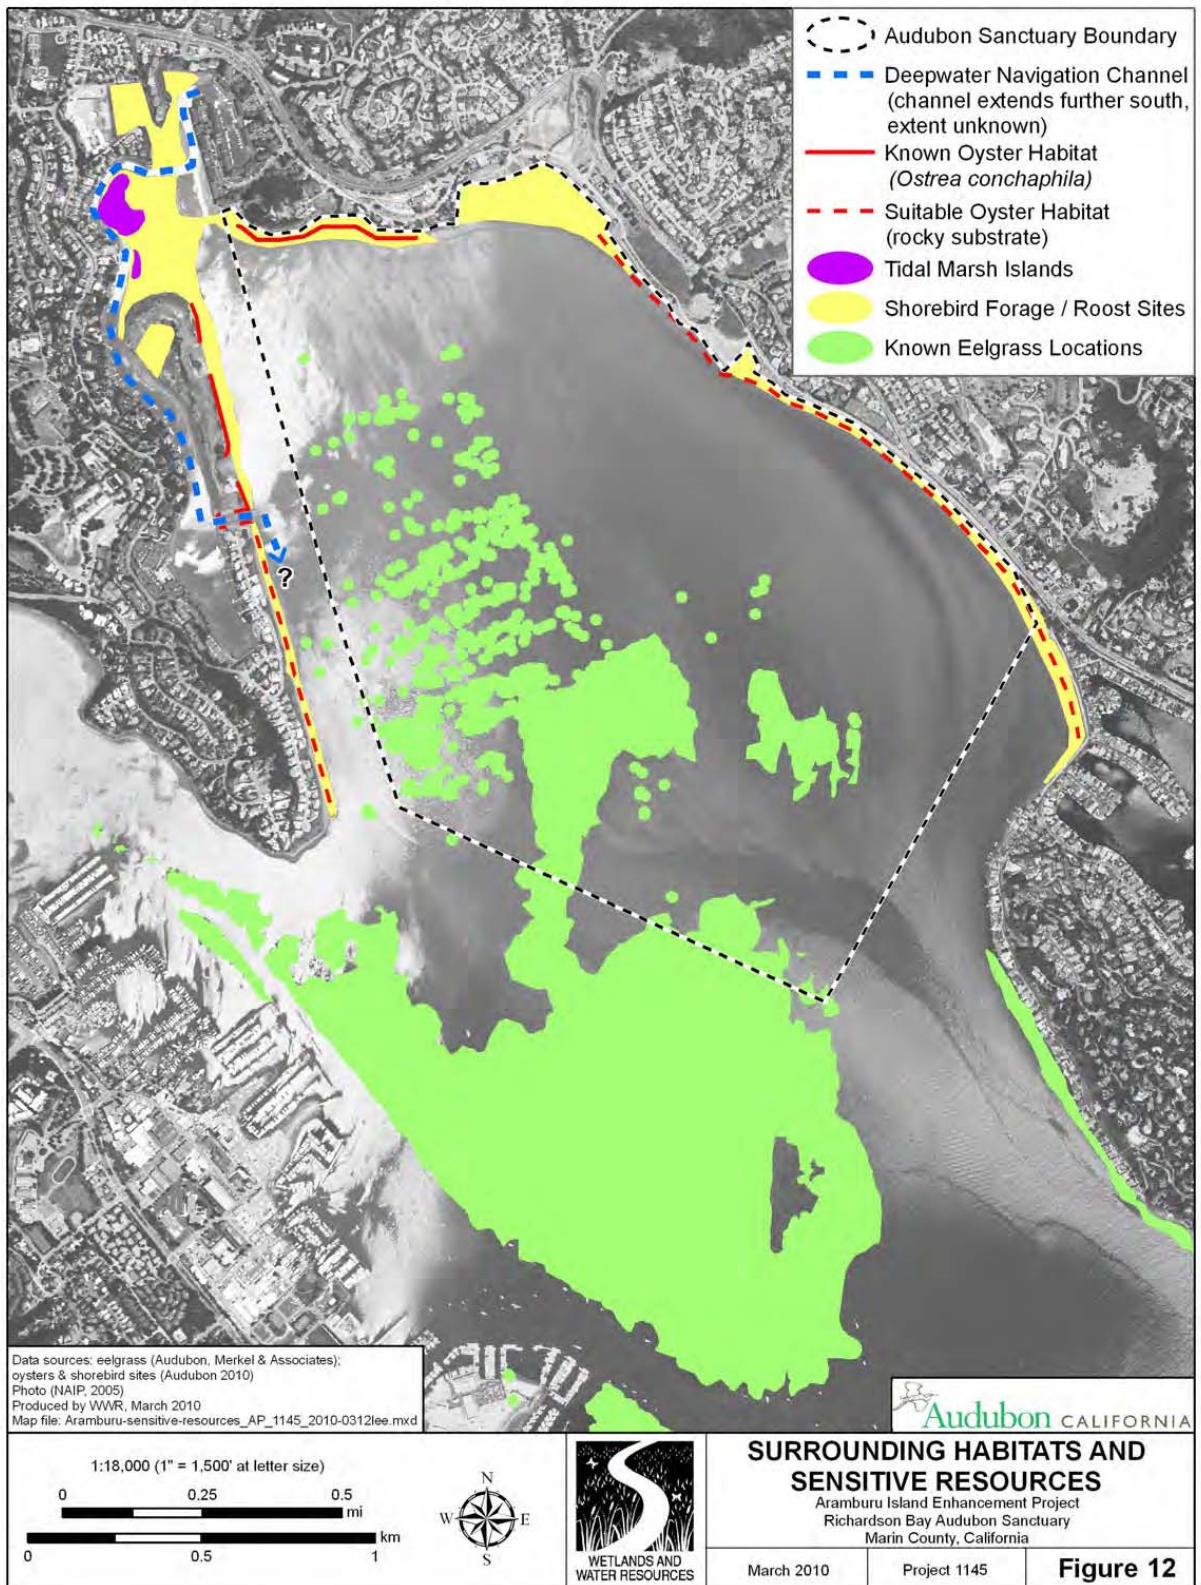 Audubon Sanctuary Boundary
Deepwater Navigation Channel
(channel extends further south,
extent unknown)
Known Oyster Habitat
(Ostrea conchaphila)
Suitable Oyster Habitat
(rocky substrate)
Tidal Marsh Islands
Shorebird Forage / Roost Sites
Known Eelgrass Locations
?
Data sources: eelgrass (Audubon, Merkel & Associates);
oysters & shorebird sites (Audubon 2010)
Photo (NAIP, 2005)
Produced by WWR, March 2010
Map file: Aramburu-sensitive-resources_AP_1145_2010-0312lee.mxd
Audubon CALIFORNIA
1:18,000 (1" = 1,500' at letter size)
0 0.25 0.5
mi
km
0 0.5 1
N
W E
S
WETLANDS AND
WATER RESOURCES
SURROUNDING HABITATS AND
SENSITIVE RESOURCES
Aramburu Island Enhancement Project
Richardson Bay Audubon Sanctuary
Marin County, California
March 2010 Project 1145 Figure 12